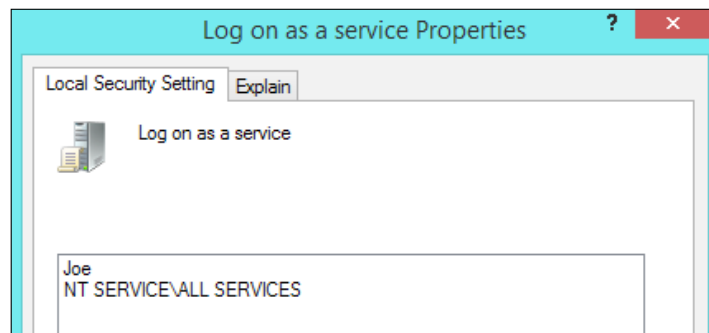 Log on as a service Properties ? ×
Local Security Setting Explain
Log on as a service
Joe
NT SERVICE\ALL SERVICES